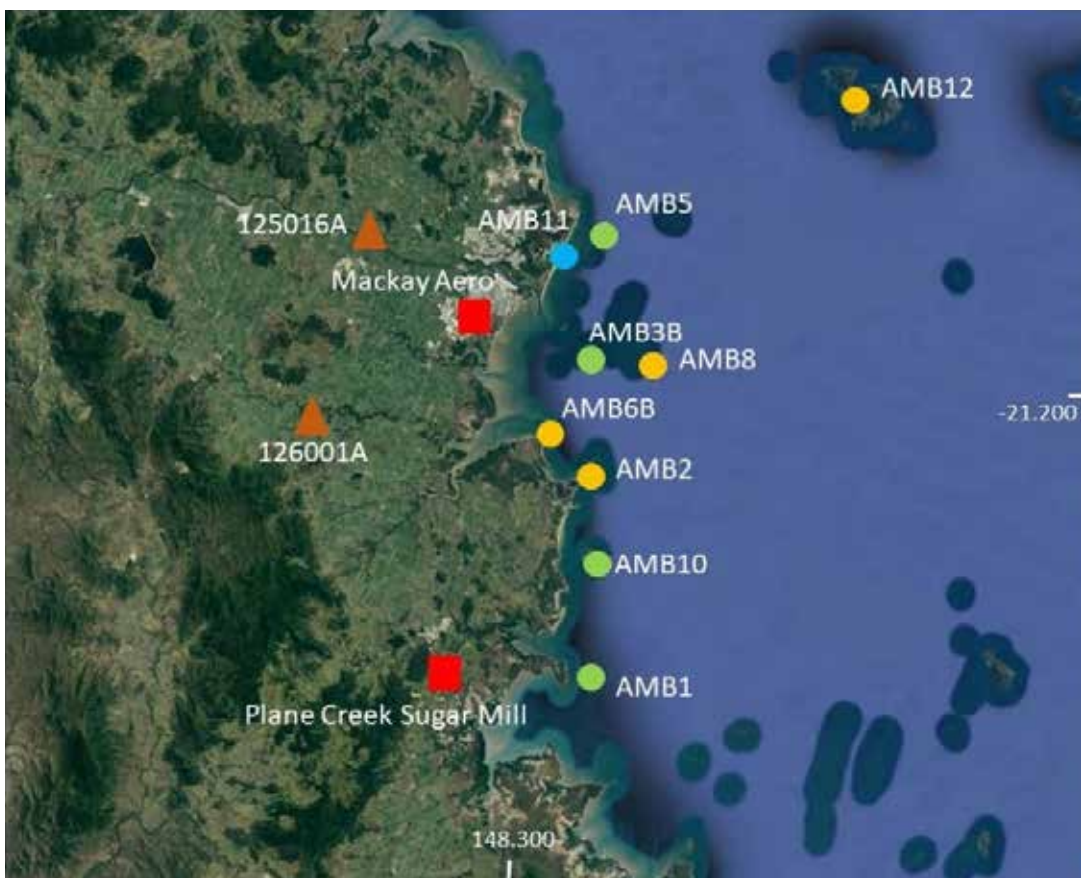 AMB12
AMB5
125016A
AMB11
Mackay Aero
AMB3B
AMB8
-21.200
AMB6B
126001A
AMB2
AMB10
AMB1
Plane Creek Sugar Mill
148.300